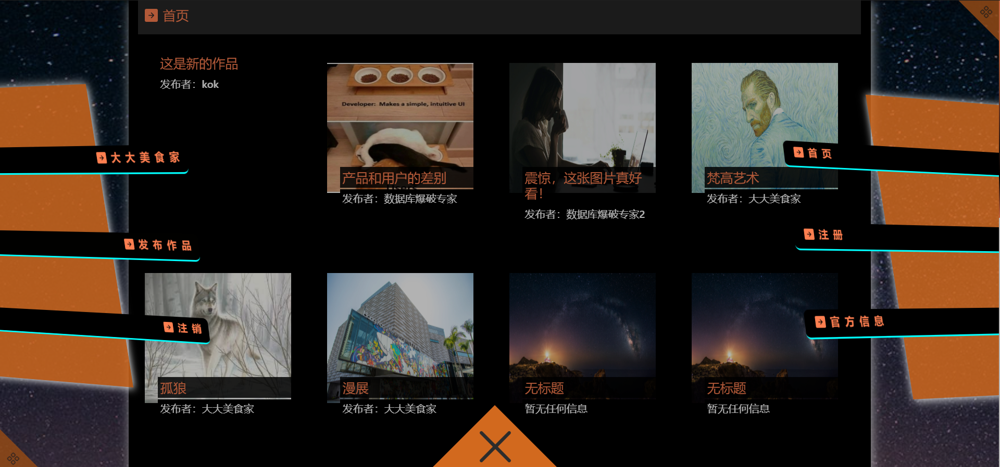 首页
这是新的作品
发布者：kok
Developer: Makes a simple, intuitive UI
产品和用户的差别
发布者：数据库爆破专家
震惊，这张图片真好
看！
发布者：数据库爆破专家2
梵高艺术
发布者：大大美食家
大大美食家
发布作品
注销
首页
注册
官方信息
孤狼
发布者：大大美食家
漫展
发布者：大大美食家
无标题
暂无任何信息
无标题
暂无任何信息